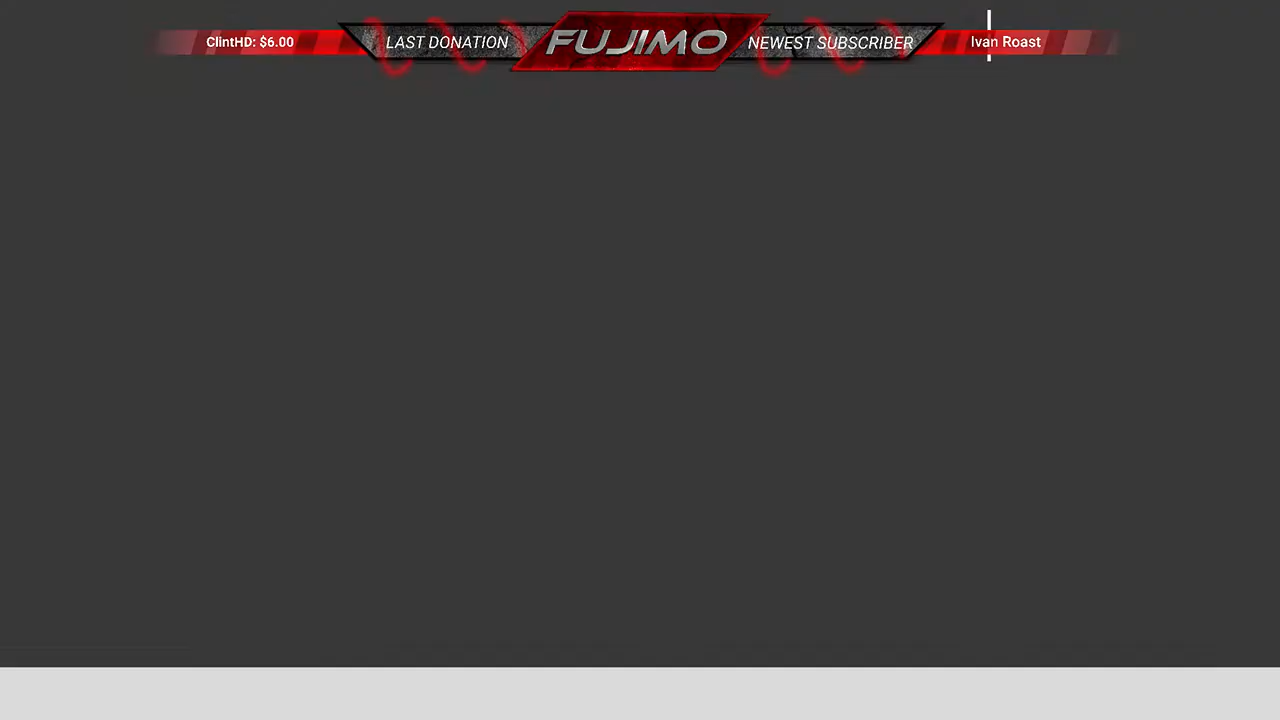 ClintHD: $6.00
LAST DONATION
FUJIMO
NEWEST SUBSCRIBER
Ivan Roast